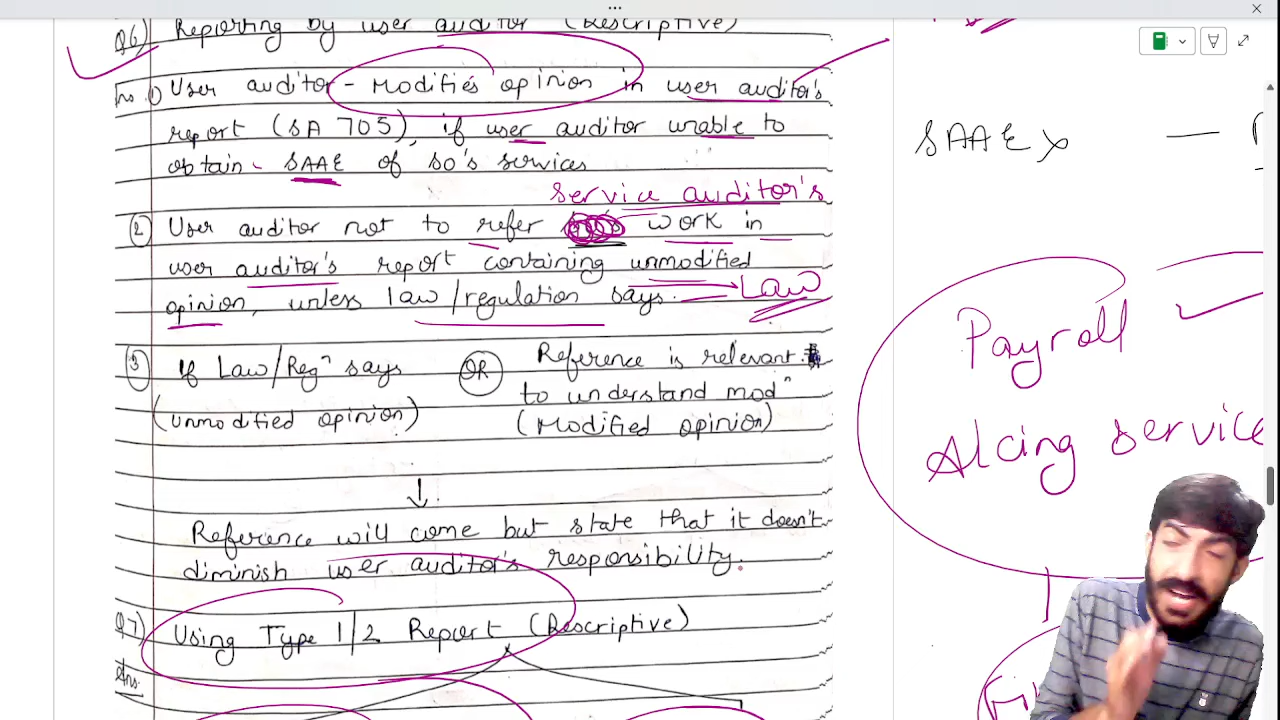 Q6) Reporting by user auditor (Descriptive)
Ans. 1) User auditor - Modifies opinion in user auditor's
report (SA 705), if user auditor unable to
obtain SAAE of SO's services
service auditor's
2 User auditor not to refer work in
user auditor's report containing unmodified
opinion, unless law/regulation says. Law
3 If Law/Regn says OR Reference is relevant
to understand modn
(unmodified opinion) (Modified opinion)
↓
Reference will come but state that it doesn't
diminish user auditor's responsibility.
Q7) Using Type 1/2 Report (Descriptive)
Ans.
SAAE x —
Payroll
Alcing service